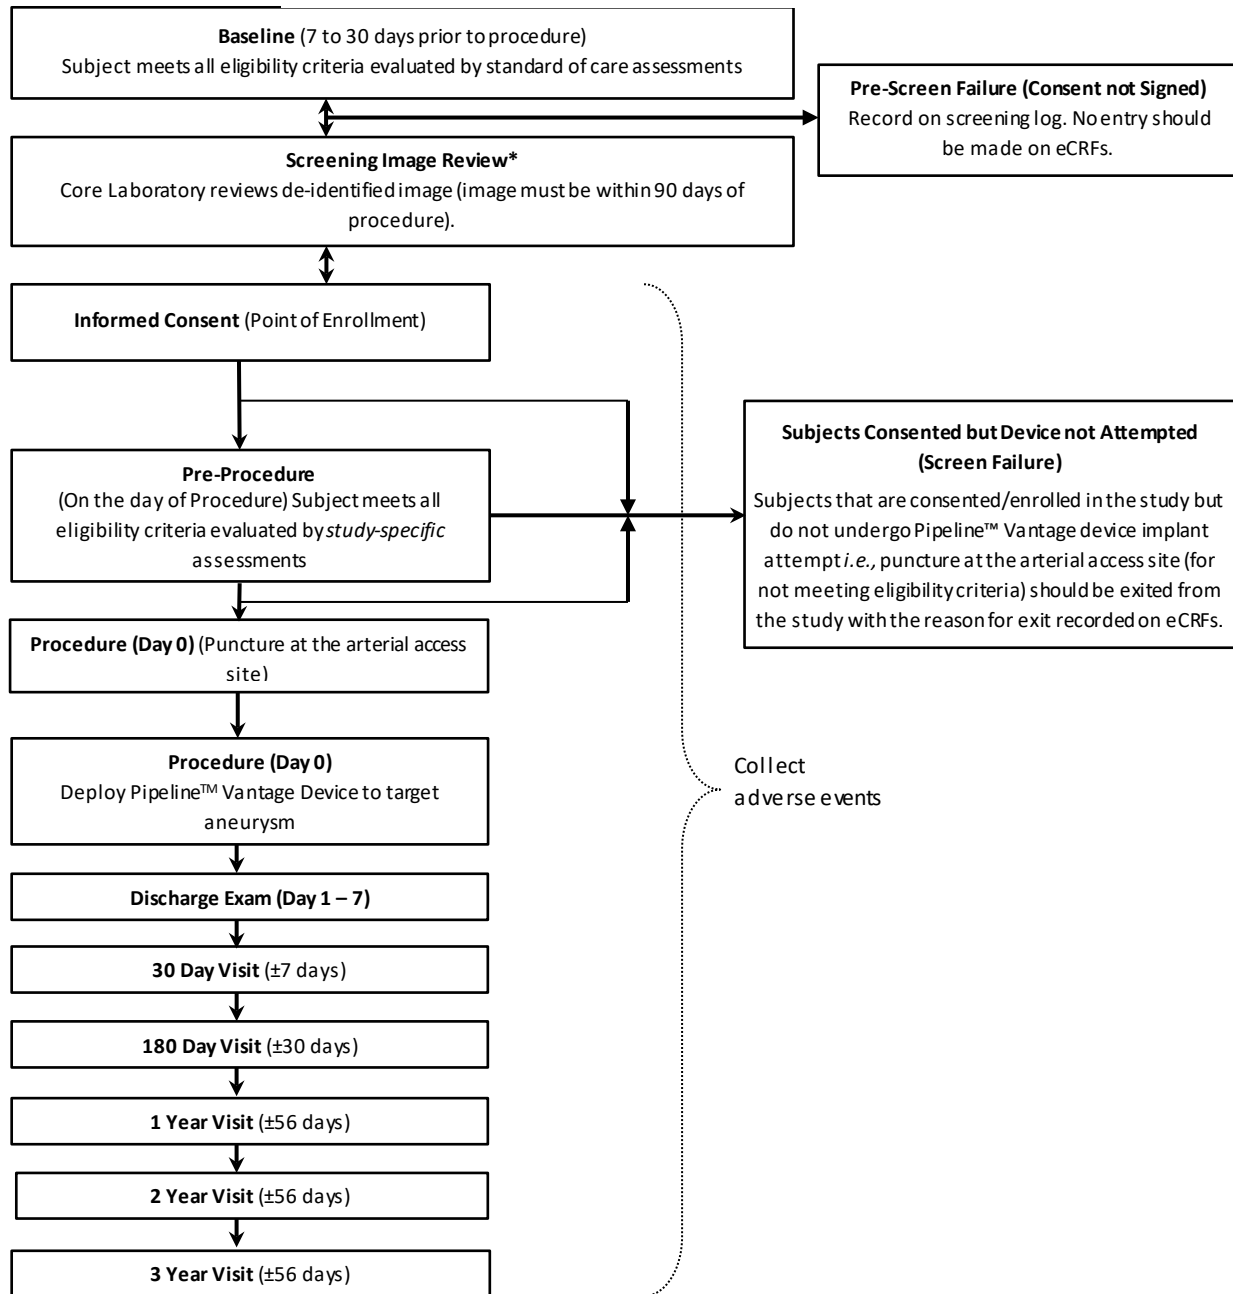 Baseline (7 to 30 days prior to procedure)
Subject meets all eligibility criteria evaluated by standard of care assessments
Pre-Screen Failure (Consent not Signed)
Record on screening log. No entry should
be made on eCRFs.
Screening Image Review*
Core Laboratory reviews de-identified image (image must be within 90 days of
procedure).
Informed Consent (Point of Enrollment)
Pre-Procedure
(On the day of Procedure) Subject meets all
eligibility criteria evaluated by study-specific
assessments
Subjects Consented but Device not Attempted
(Screen Failure)
Subjects that are consented/enrolled in the study but
do not undergo Pipeline™ Vantage device implant
attempt i.e., puncture at the arterial access site (for
not meeting eligibility criteria) should be exited from
the study with the reason for exit recorded on eCRFs.
Procedure (Day 0) (Puncture at the arterial access
site)
Procedure (Day 0)
Deploy Pipeline™ Vantage Device to target
aneurysm
Collect
adverse events
Discharge Exam (Day 1 – 7)
30 Day Visit (±7 days)
180 Day Visit (±30 days)
1 Year Visit (±56 days)
2 Year Visit (±56 days)
3 Year Visit (±56 days)